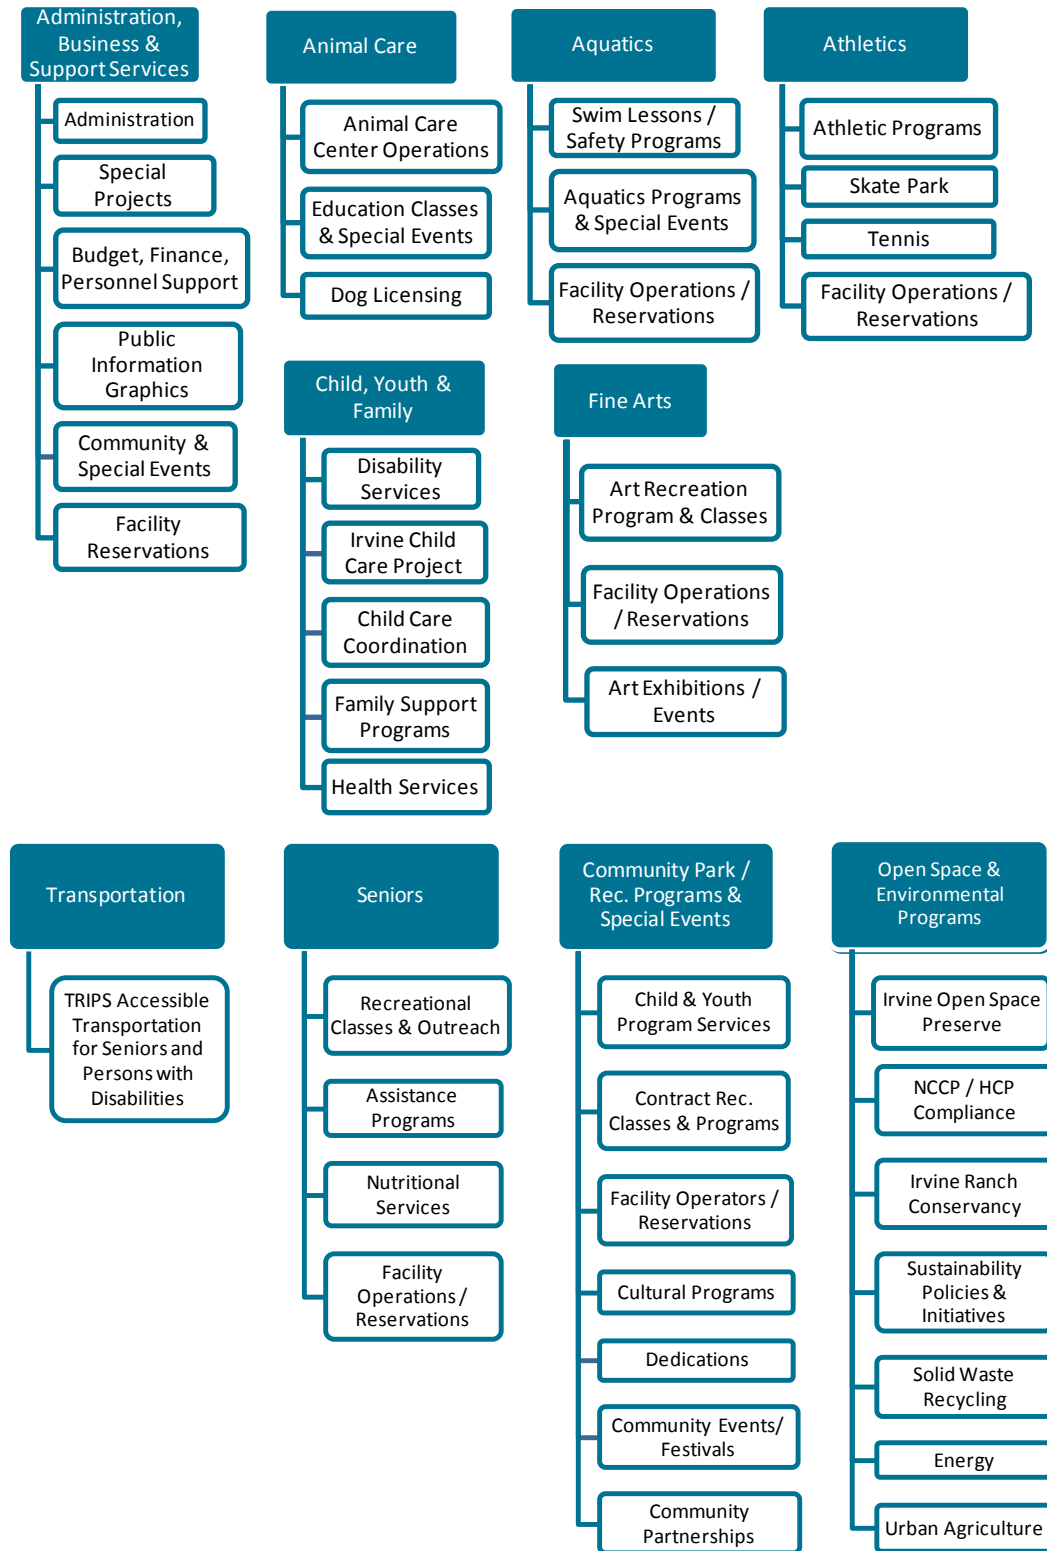 Administration,
Business &
Support Services
Administration
Special
Projects
Budget, Finance,
Personnel Support
Public
Information
Graphics
Community &
Special Events
Facility
Reservations
Animal Care
Animal Care
Center Operations
Education Classes
& Special Events
Dog Licensing
Aquatics
Swim Lessons /
Safety Programs
Aquatics Programs
& Special Events
Facility Operations /
Reservations
Athletics
Athletic Programs
Skate Park
Tennis
Facility Operations /
Reservations
Child, Youth &
Family
Disability
Services
Irvine Child
Care Project
Child Care
Coordination
Family Support
Programs
Health Services
Fine Arts
Art Recreation
Program & Classes
Facility Operations
/ Reservations
Art Exhibitions /
Events
Transportation
TRIPS Accessible
Transportation
for Seniors and
Persons with
Disabilities
Seniors
Recreational
Classes & Outreach
Assistance
Programs
Nutritional
Services
Facility
Operations /
Reservations
Community Park /
Rec. Programs &
Special Events
Child & Youth
Program Services
Contract Rec.
Classes & Programs
Facility Operators /
Reservations
Cultural Programs
Dedications
Community Events/
Festivals
Community
Partnerships
Open Space &
Environmental
Programs
Irvine Open Space
Preserve
NCCP / HCP
Compliance
Irvine Ranch
Conservancy
Sustainability
Policies &
Initiatives
Solid Waste
Recycling
Energy
Urban Agriculture